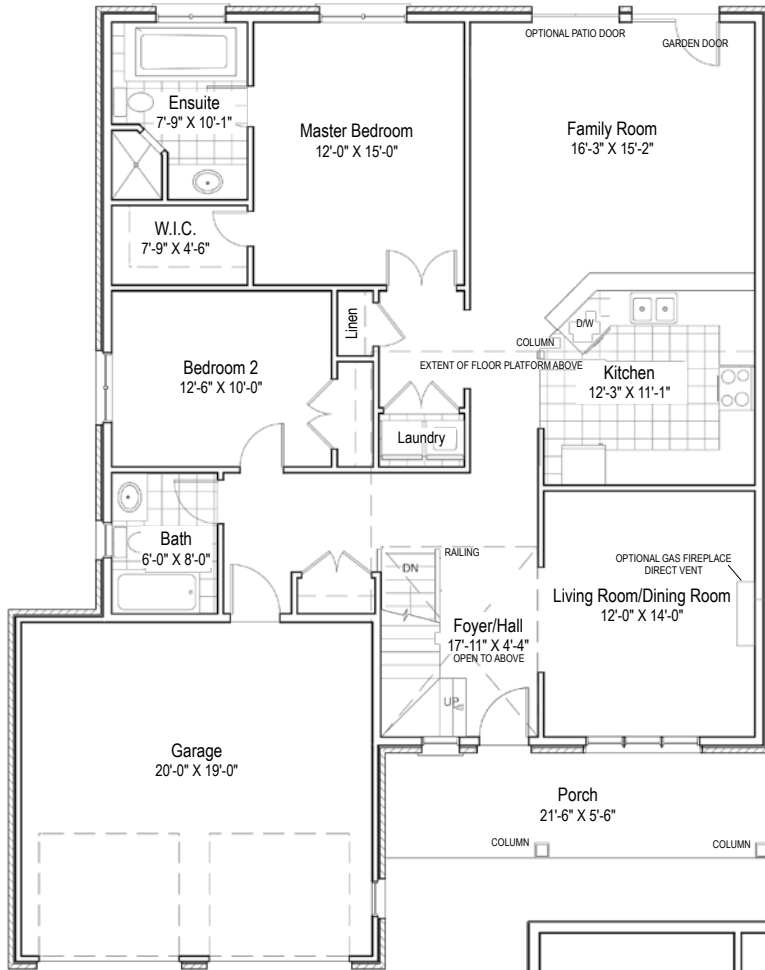 OPTIONAL PATIO DOOR
GARDEN DOOR
Ensuite
7'-9" X 10'-1"
Master Bedroom
12'-0" X 15'-0"
Family Room
16'-3" X 15'-2"
W.I.C.
7'-9" X 4'-6"
Linen
D/W
COLUMN
EXTENT OF FLOOR PLATFORM ABOVE
Bedroom 2
12'-6" X 10'-0"
Kitchen
12'-3" X 11'-1"
Laundry
Bath
6'-0" X 8'-0"
RAILING
DN
OPTIONAL GAS FIREPLACE
DIRECT VENT
Living Room/Dining Room
12'-0" X 14'-0"
Foyer/Hall
17'-11" X 4'-4"
OPEN TO ABOVE
UP
Garage
20'-0" X 19'-0"
Porch
21'-6" X 5'-6"
COLUMN
COLUMN